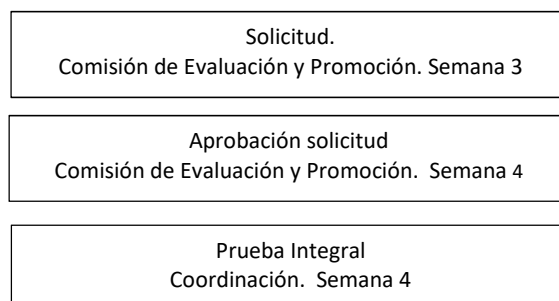 Solicitud.
Comisión de Evaluación y Promoción. Semana 3
Aprobación solicitud
Comisión de Evaluación y Promoción.  Semana 4
Prueba Integral
Coordinación.  Semana 4